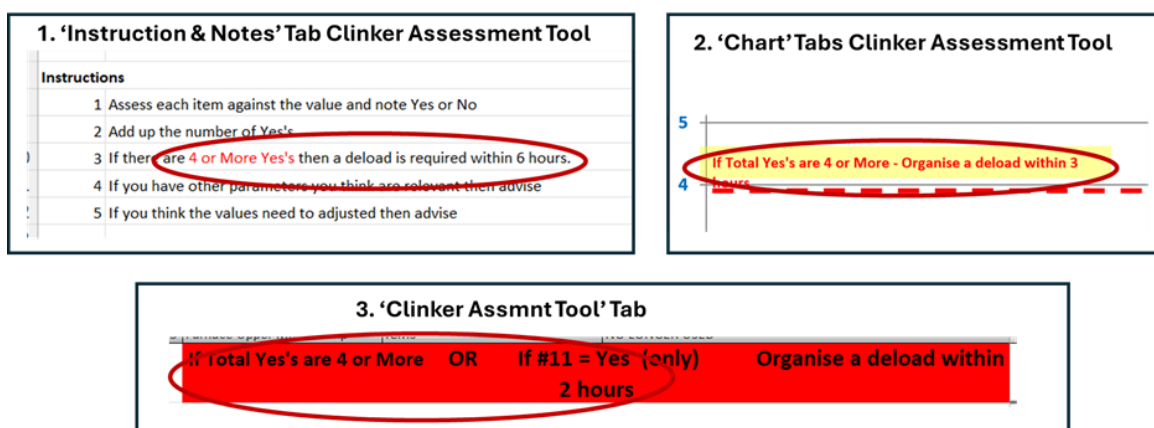 1. ‘Instruction & Notes’ Tab Clinker Assessment Tool
Instructions
1 Assess each item against the value and note Yes or No
2 Add up the number of Yes's
3 If there are 4 or More Yes's then a deload is required within 6 hours.
4 If you have other parameters you think are relevant then advise
5 If you think the values need to adjusted then advise
2. ‘Chart’ Tabs Clinker Assessment Tool
5
If Total Yes's are 4 or More - Organise a deload within 3
hours
4
3. ‘Clinker Assmnt Tool’ Tab
If Total Yes's are 4 or More OR If #11 = Yes (only) Organise a deload within
2 hours